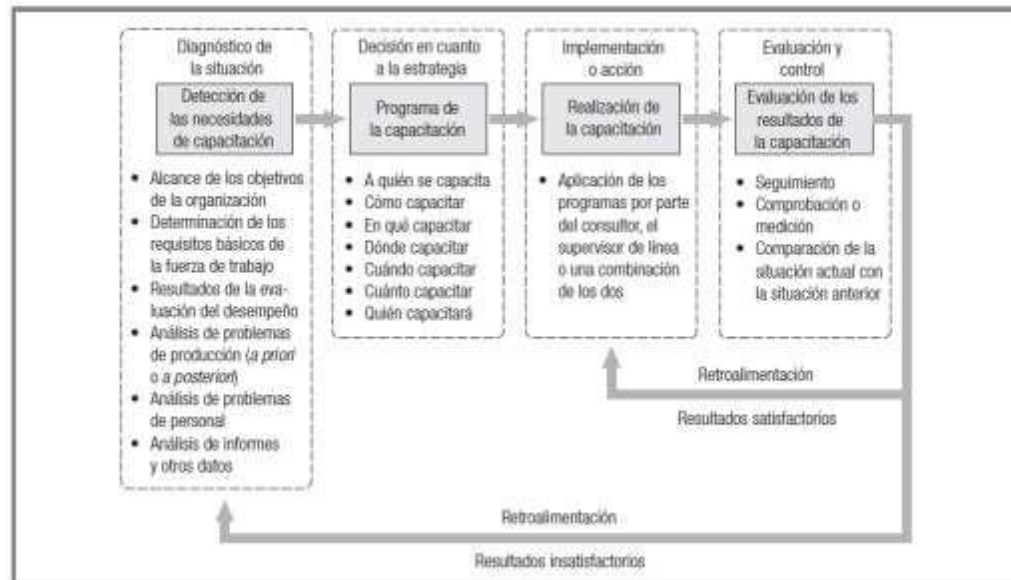 Diagnóstico de
la situación
Detección de
las necesidades
de capacitación
• Alcance de los objetivos
de la organización
• Determinación de los
requisitos básicos de
la fuerza de trabajo
• Resultados de la eva-
luación del desempeño
• Análisis de problemas
de producción (a priori
o a posteriori)
• Análisis de problemas
de personal
• Análisis de informes
y otros datos
Decisión en cuanto
a la estrategia
Programa de
la capacitación
• A quién se capacita
• Cómo capacitar
• En qué capacitar
• Dónde capacitar
• Cuándo capacitar
• Cuánto capacitar
• Quién capacitará
Implementación
o acción
Realización de
la capacitación
• Aplicación de los
programas por parte
del consultor, el
supervisor de línea
o una combinación
de los dos
Evaluación y
control
Evaluación de los
resultados de
la capacitación
• Seguimiento
• Comprobación o
medición
• Comparación de la
situación actual con
la situación anterior
Retroalimentación
Resultados satisfactorios
Retroalimentación
Resultados insatisfactorios